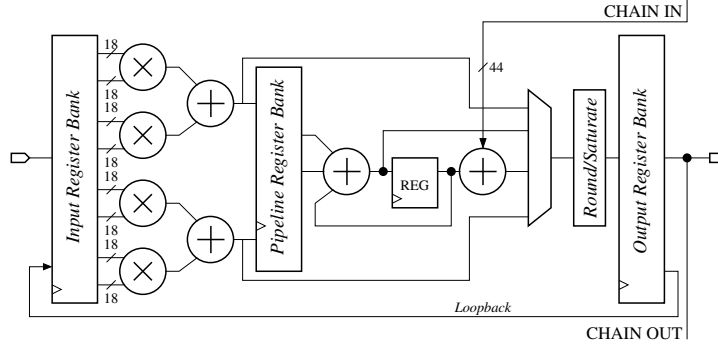 CHAIN IN
18
18
18
18
18
18
18
18
44
Input Register Bank
Pipeline Register Bank
REG
Round/Saturate
Output Register Bank
Loopback
CHAIN OUT